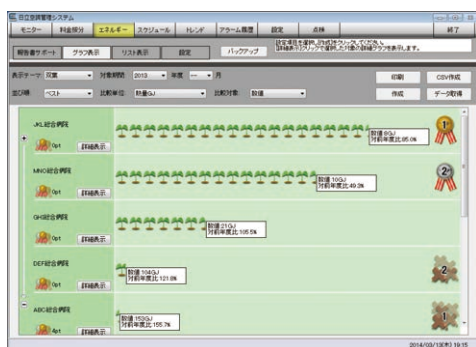 日立空調管理システム
モニター 料金按分 エネルギー スケジュール トレンド アラーム履歴 設定 点検 終了
報告書サポート グラフ表示 リスト表示 設定 バックアップ
設定項目を選択し、[作成]をクリックしてください。
[詳細表示]クリックで選択した対象の詳細グラフを表示します。
表示テーマ: 双葉 対象期間: 2013 年度 --- 月 印刷 CSV作成
並び順: ベスト 比較単位: 熱量GJ 比較対象: 数値 作成 データ取得
JKL総合病院
0pt 詳細表示
数値:8GJ
対前年度比:85.0%
1
MNO総合病院
0pt 詳細表示
数値:10GJ
対前年度比:49.2%
2
GHI総合病院
0pt 詳細表示
数値:21GJ
対前年度比:105.5%
DEF総合病院
0pt 詳細表示
数値:104GJ
対前年度比:121.8%
2
ABC総合病院
4pt 詳細表示
数値:153GJ
対前年度比:155.7%
1
2014/03/13(木) 19:15